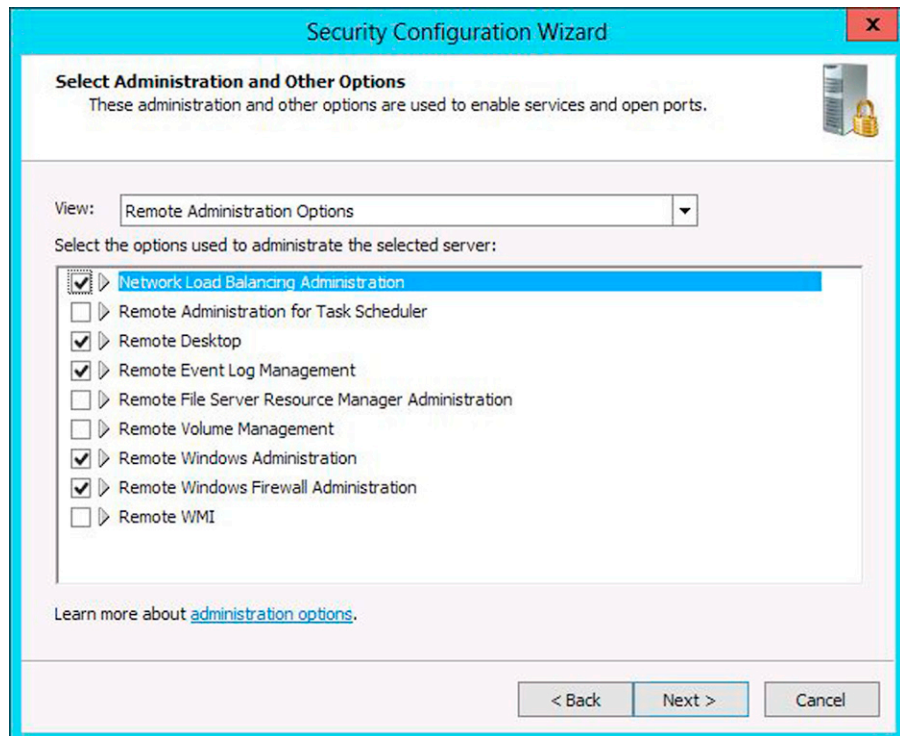 Security Configuration Wizard
x
Select Administration and Other Options
These administration and other options are used to enable services and open ports.
View: Remote Administration Options
Select the options used to administrate the selected server:
Network Load Balancing Administration
Remote Administration for Task Scheduler
Remote Desktop
Remote Event Log Management
Remote File Server Resource Manager Administration
Remote Volume Management
Remote Windows Administration
Remote Windows Firewall Administration
Remote WMI
Learn more about administration options.
< Back Next > Cancel